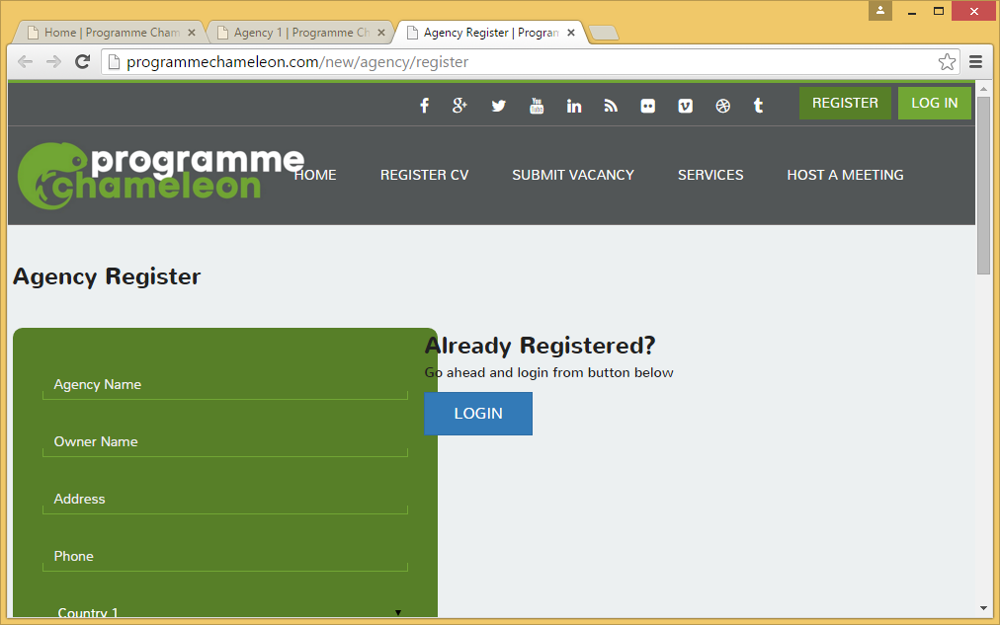 Home | Programme Cham
Agency 1 | Programme Ch
Agency Register | Progran
programmechameleon.com/new/agency/register
REGISTER
LOG IN
programme
chameleon
HOME
REGISTER CV
SUBMIT VACANCY
SERVICES
HOST A MEETING
Agency Register
Agency Name
Owner Name
Address
Phone
Country 1
Already Registered?
Go ahead and login from button below
LOGIN